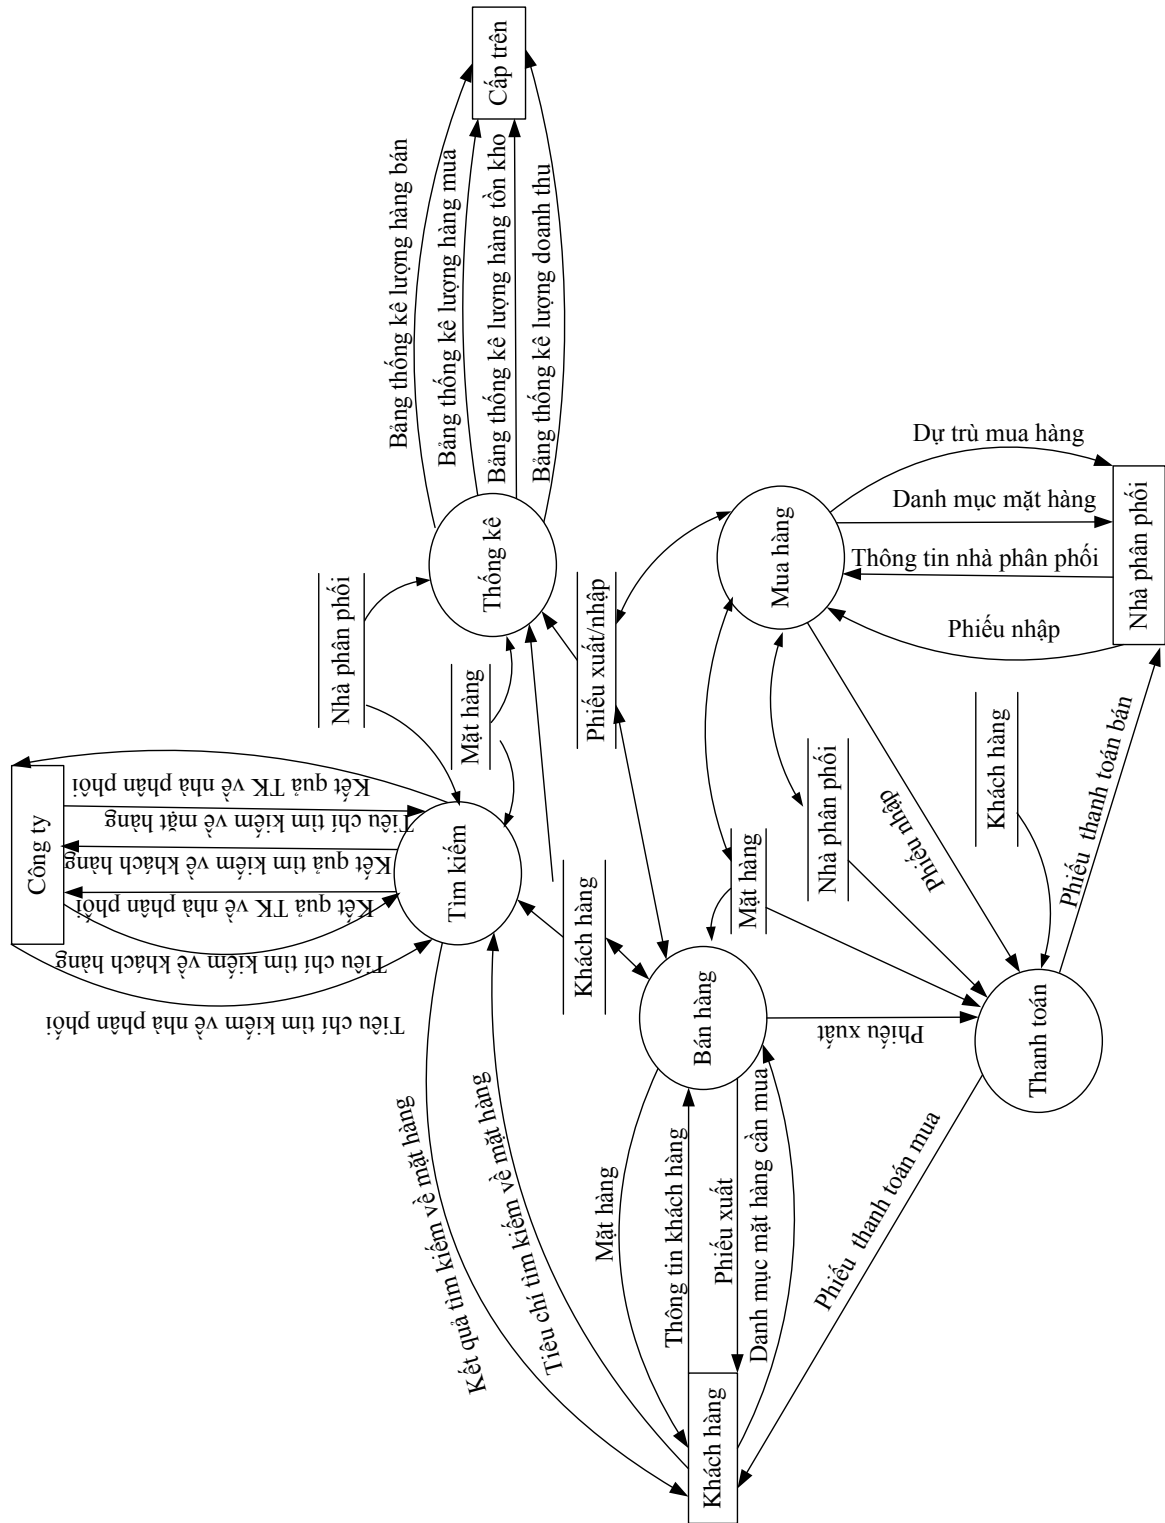 Cấp trên
Bảng thống kê lượng hàng bán
Bảng thống kê lượng hàng mua
Bảng thống kê lượng hàng tồn kho
Bảng thống kê lượng doanh thu
Thống kê
Nhà phân phối
Mặt hàng
Phiếu xuất/nhập
Công ty
Kết quả TK về nhà phân phối
Tiêu chí tìm kiếm về mặt hàng
Kết quả tìm kiếm về khách hàng
Kết quả TK về nhà phân phối
Tiêu chí tìm kiếm về khách hàng
Tiêu chí tìm kiếm về nhà phân phối
Tìm kiếm
Khách hàng
Dự trù mua hàng
Danh mục mặt hàng
Thông tin nhà phân phối
Phiếu nhập
Mua hàng
Nhà phân phối
Mặt hàng
Nhà phân phối
Phiếu nhập
Khách hàng
Phiếu thanh toán bán
Bán hàng
Phiếu xuất
Thanh toán
Kết quả tìm kiếm về mặt hàng
Tiêu chí tìm kiếm về mặt hàng
Mặt hàng
Thông tin khách hàng
Phiếu xuất
Danh mục mặt hàng cần mua
Phiếu thanh toán mua
Khách hàng